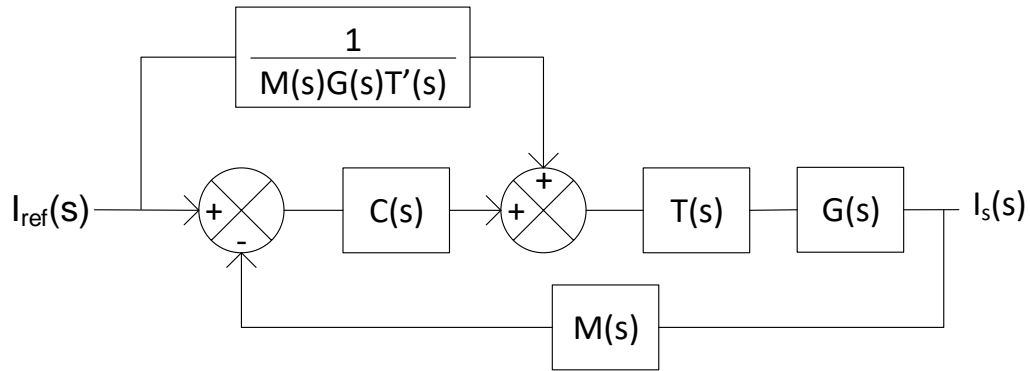 1
M(s)G(s)T’(s)
+
I_ref(s)
+
-
C(s)
+
T(s)
G(s)
I_s(s)
M(s)